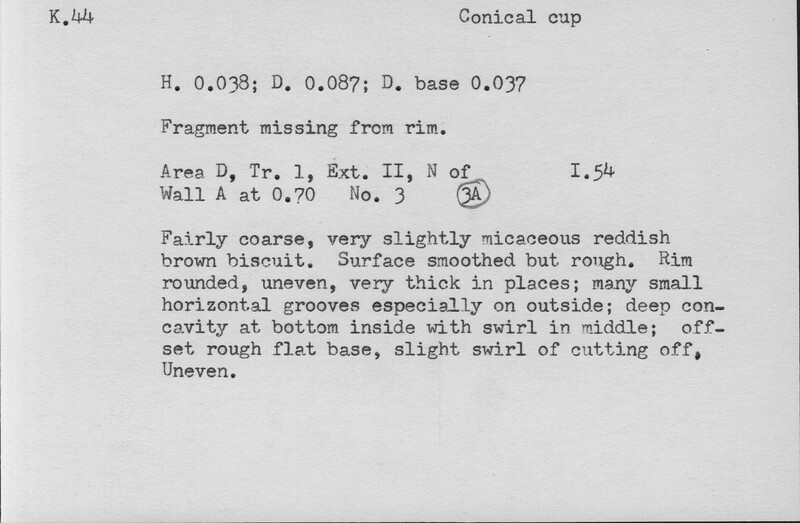 K.44 Conical cup
H. 0.038; D. 0.087; D. base 0.037
Fragment missing from rim.
Area D, Tr. 1, Ext. II, N of I.54
Wall A at 0.70 No. 3 3A
Fairly coarse, very slightly micaceous reddish
brown biscuit. Surface smoothed but rough. Rim
rounded, uneven, very thick in places; many small
horizontal grooves especially on outside; deep con-
cavity at bottom inside with swirl in middle; off-
set rough flat base, slight swirl of cutting off.
Uneven.